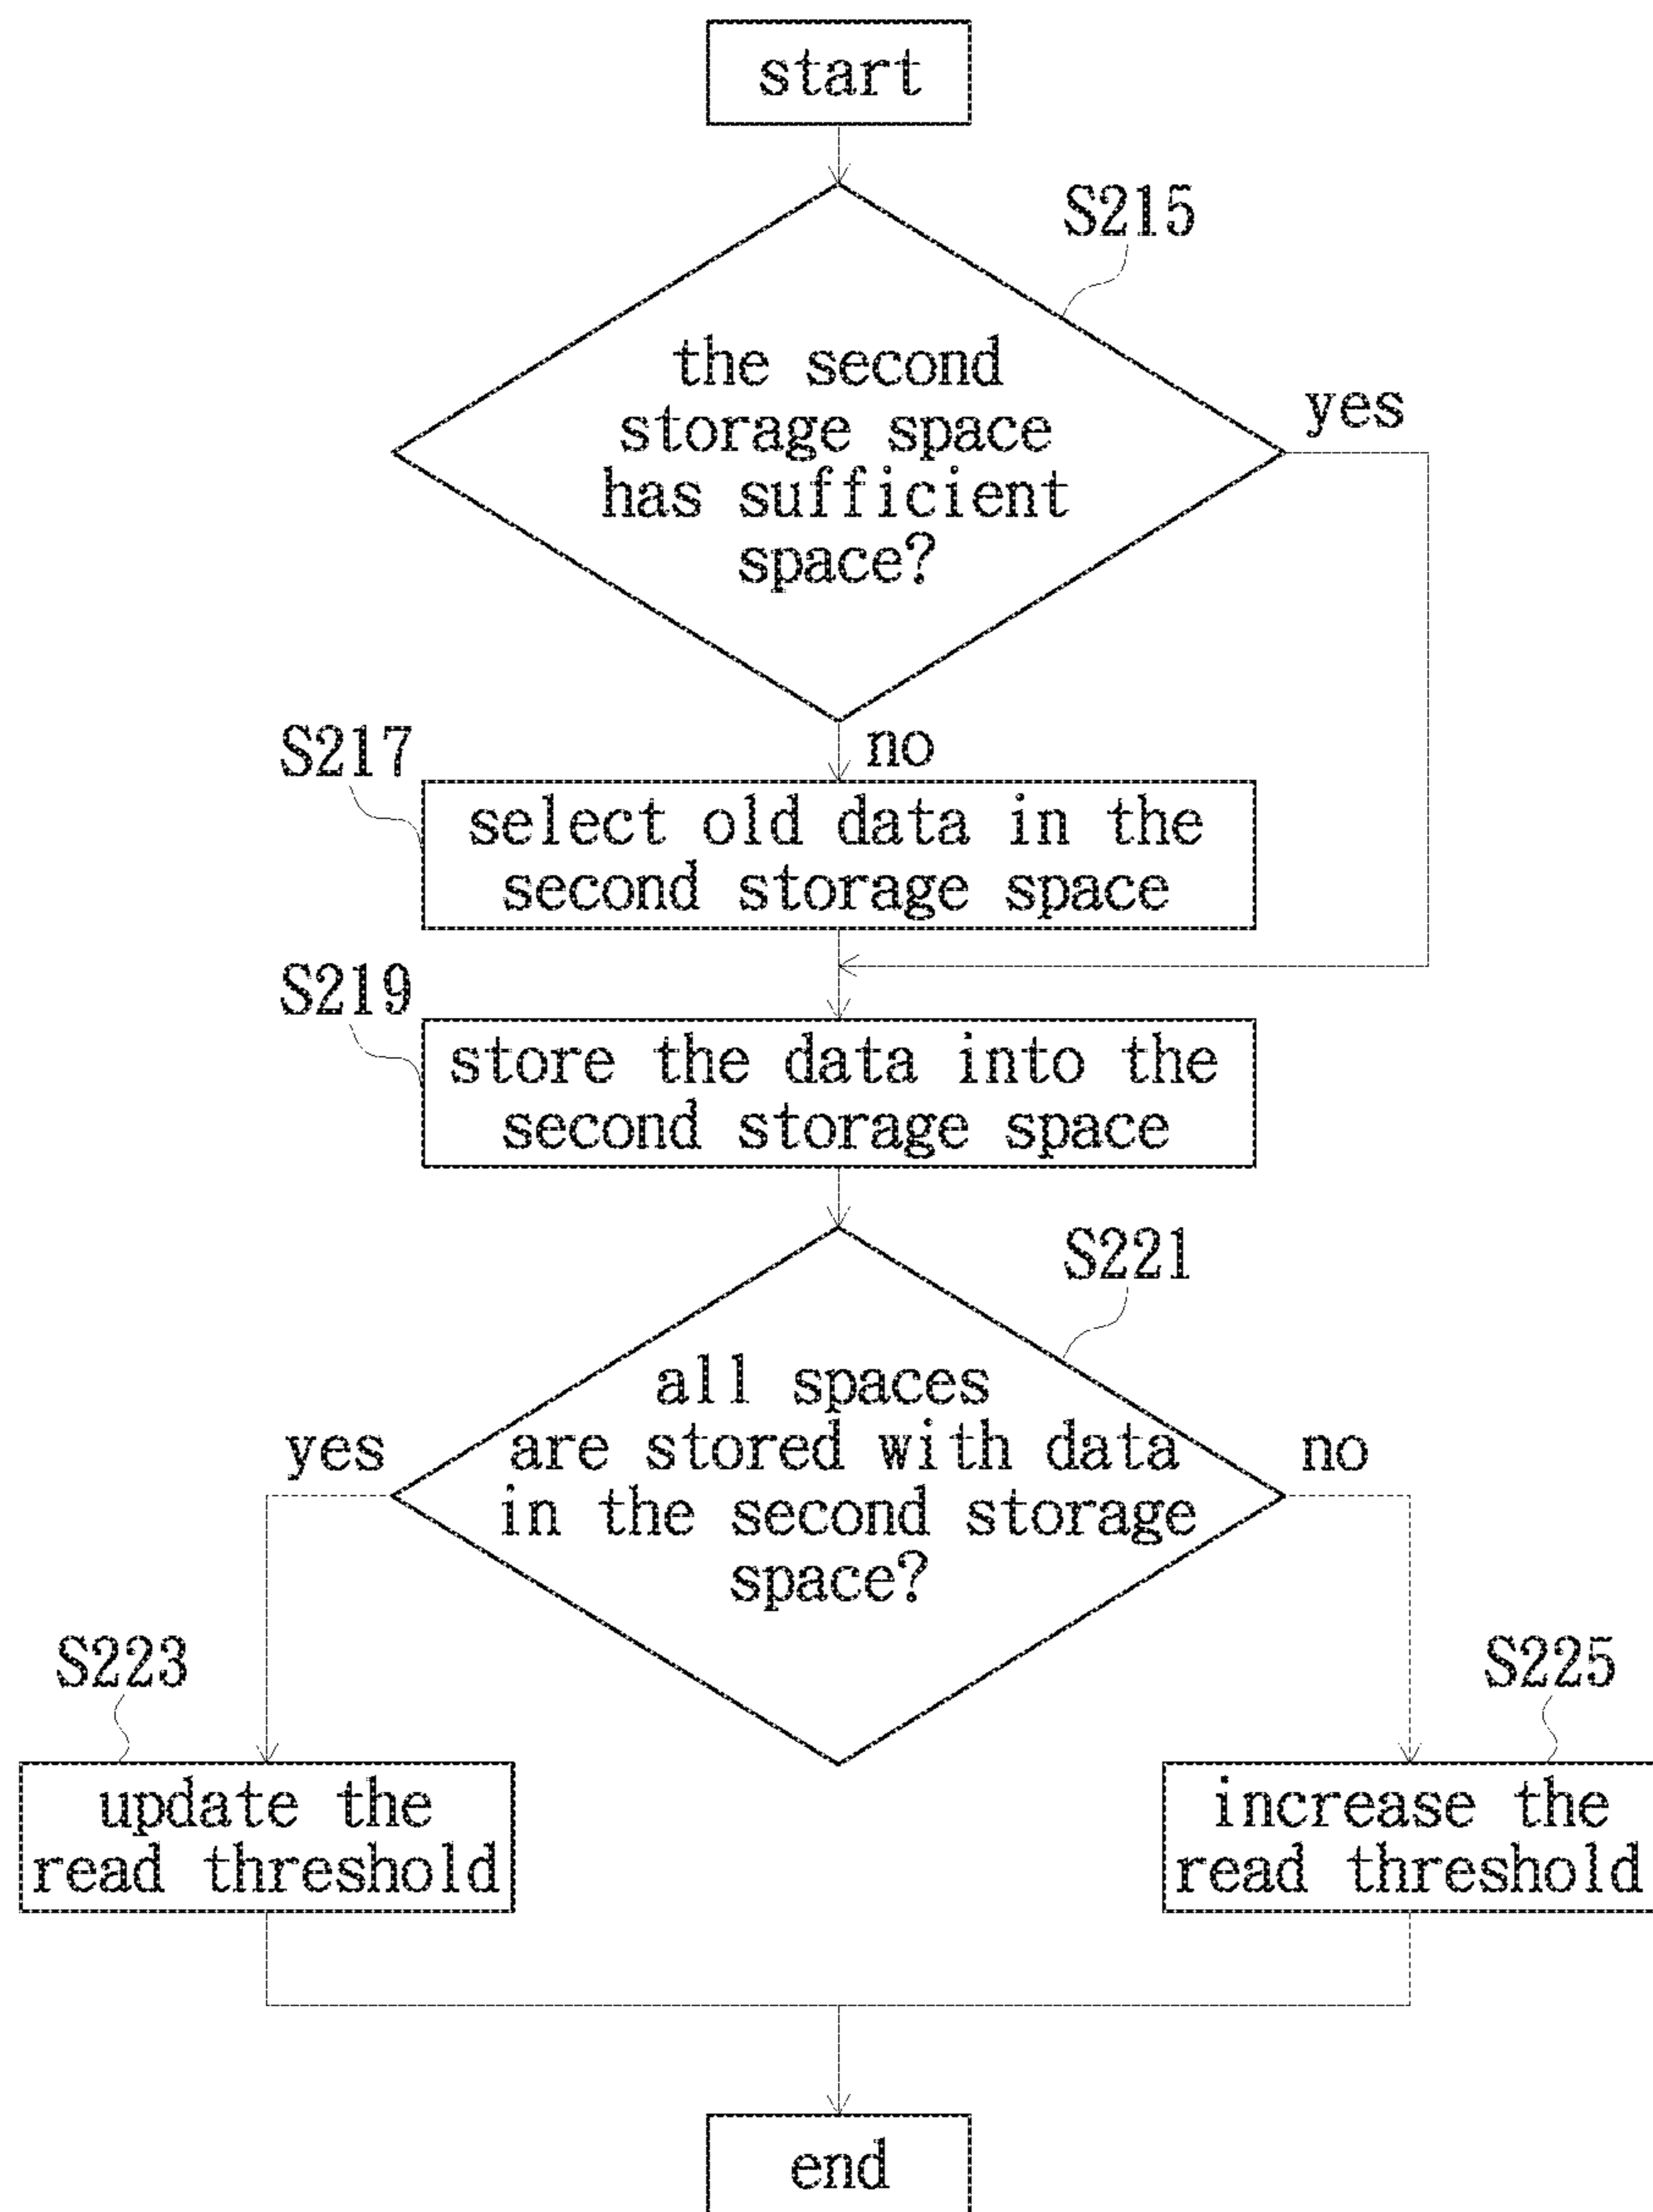 start
S215
the second
storage space
has sufficient
space?
yes
no
S217
select old data in the
second storage space
S219
store the data into the
second storage space
S221
all spaces
are stored with data
in the second storage
space?
yes
no
S223
update the
read threshold
S225
increase the
read threshold
end